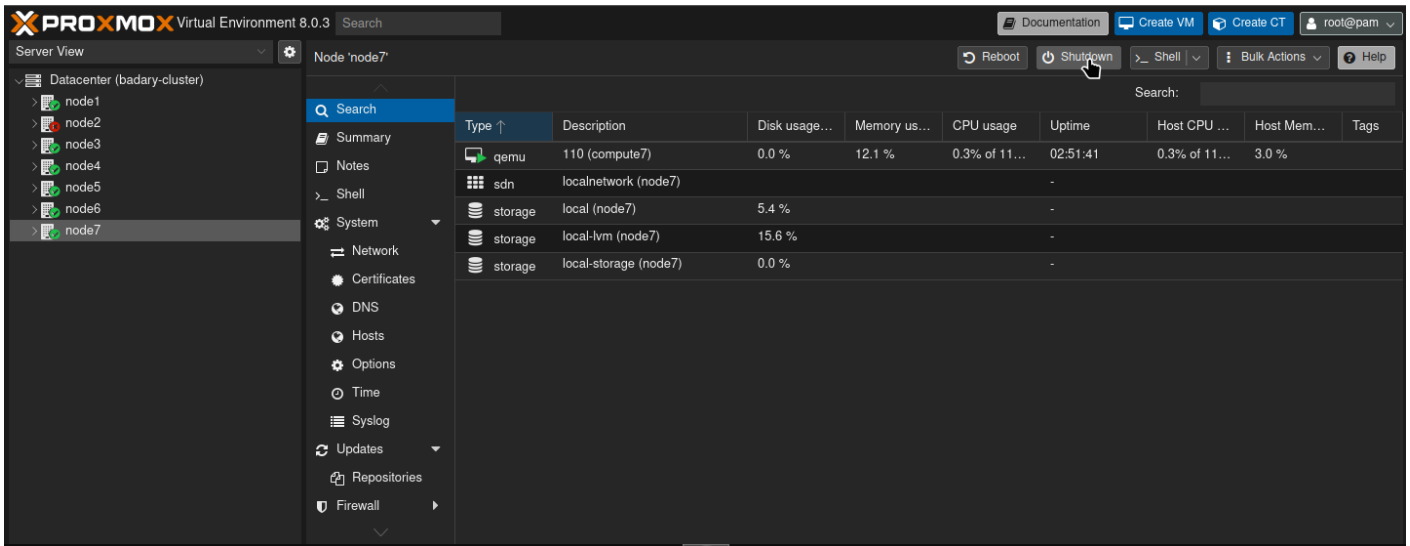 PROXMOX Virtual Environment 8.0.3 Search Documentation Create VM Create CT root@pam
Server View
Node 'node7' Reboot Shutdown Shell Bulk Actions Help
Datacenter (badary-cluster)
node1
node2
node3
node4
node5
node6
node7
Search
Summary
Notes
Shell
System
Network
Certificates
DNS
Hosts
Options
Time
Syslog
Updates
Repositories
Firewall
Search:
Type ↑ Description Disk usage... Memory us... CPU usage Uptime Host CPU ... Host Mem... Tags
qemu 110 (compute7) 0.0 % 12.1 % 0.3% of 11... 02:51:41 0.3% of 11... 3.0 %
sdn localnetwork (node7) -
storage local (node7) 5.4 % -
storage local-lvm (node7) 15.6 % -
storage local-storage (node7) 0.0 % -